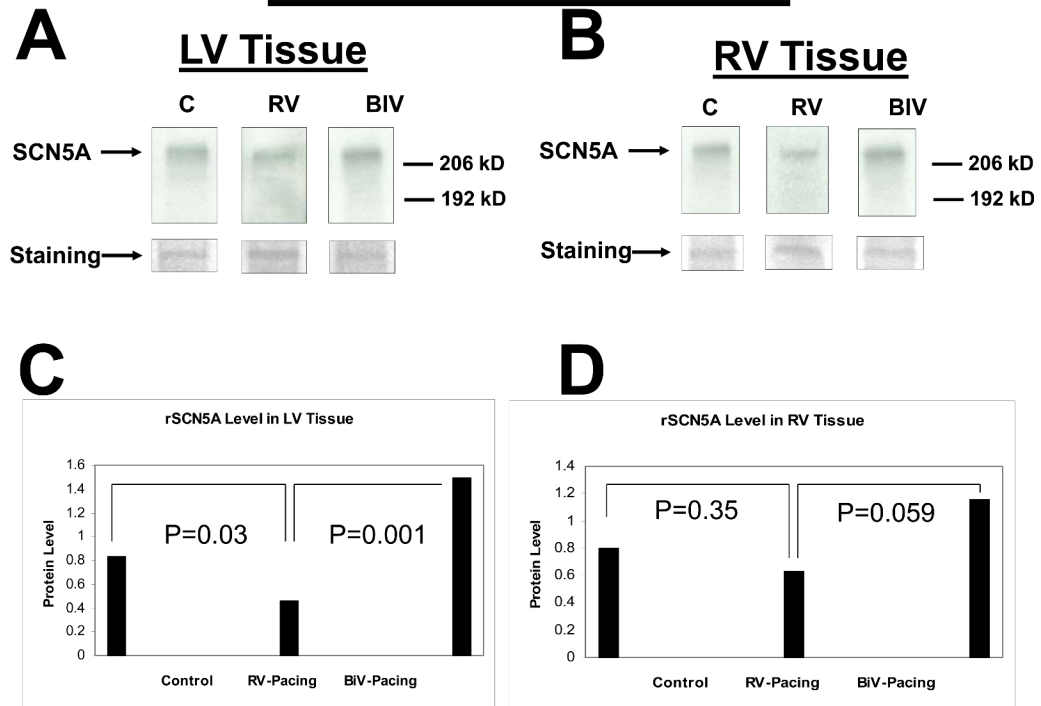 A
LV Tissue
C RV BIV
SCN5A
206 kD
192 kD
Staining
B
RV Tissue
C RV BIV
SCN5A
206 kD
192 kD
Staining
C
rSCN5A Level in LV Tissue
Protein Level
1.6
1.4
1.2
1
0.8
0.6
0.4
0.2
0
P=0.03 P=0.001
Control RV-Pacing BiV-Pacing
D
rSCN5A Level in RV Tissue
Protein Level
1.4
1.2
1
0.8
0.6
0.4
0.2
0
P=0.35 P=0.059
Control RV-Pacing BiV-Pacing